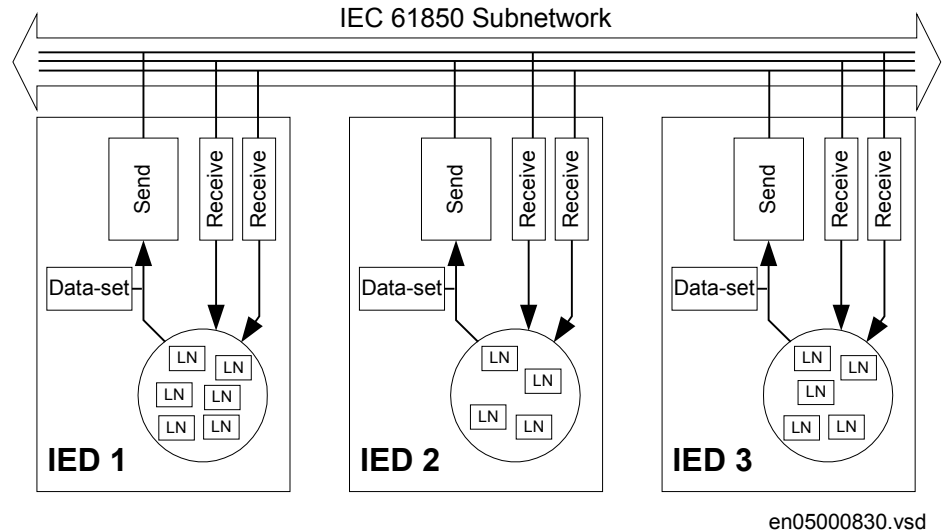 IEC 61850 Subnetwork
Send
Receive
Receive
Data-set
LN
LN
LN
LN
LN
LN
IED 1
Send
Receive
Receive
Data-set
LN
LN
LN
LN
IED 2
Send
Receive
Receive
Data-set
LN
LN
LN
LN
LN
IED 3
en05000830.vsd